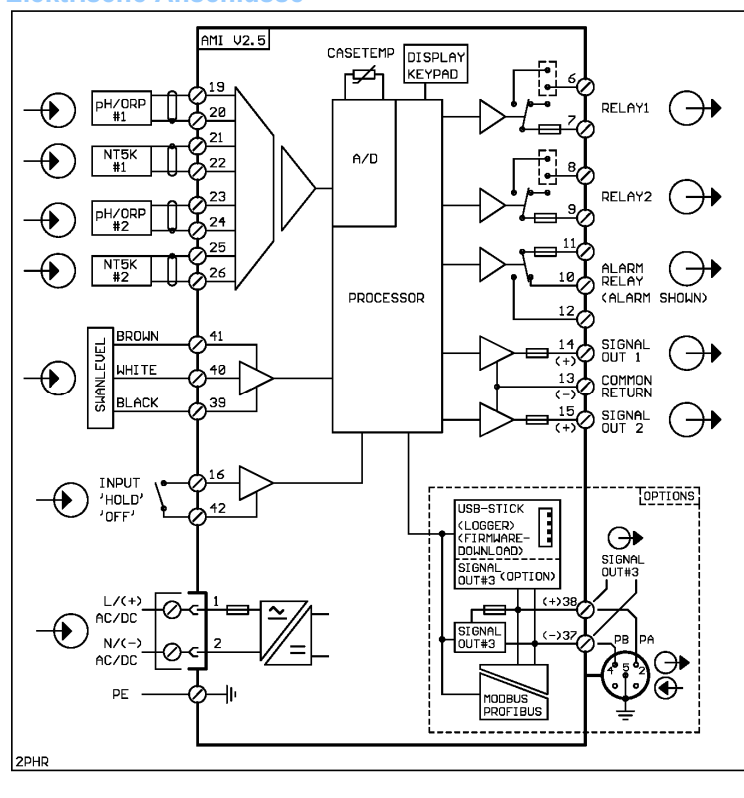 AMI V2.5
CASETEMP
DISPLAY
KEYPAD
pH/ORP
#1
19
20
NT5K
#1
21
22
pH/ORP
#2
23
24
NT5K
#2
25
26
A/D
PROCESSOR
6
RELAY1
7
8
RELAY2
9
11
10
ALARM
RELAY
(ALARM SHOWN)
12
14
(+)
SIGNAL
OUT 1
13
(-)
COMMON
RETURN
15
(+)
SIGNAL
OUT 2
SWANLEVEL
BROWN
41
WHITE
40
BLACK
39
INPUT
'HOLD'
'OFF'
16
42
L/(+)
AC/DC
1
N/(-)
AC/DC
2
PE
OPTIONS
USB-STICK
(LOGGER)
(FIRMWARE-
DOWNLOAD)
SIGNAL
OUT#3 (OPTION)
SIGNAL
OUT#3
(+)38
SIGNAL
OUT#3
(-)37
PB PA
4 5 2
MODBUS
PROFIBUS
2PHR